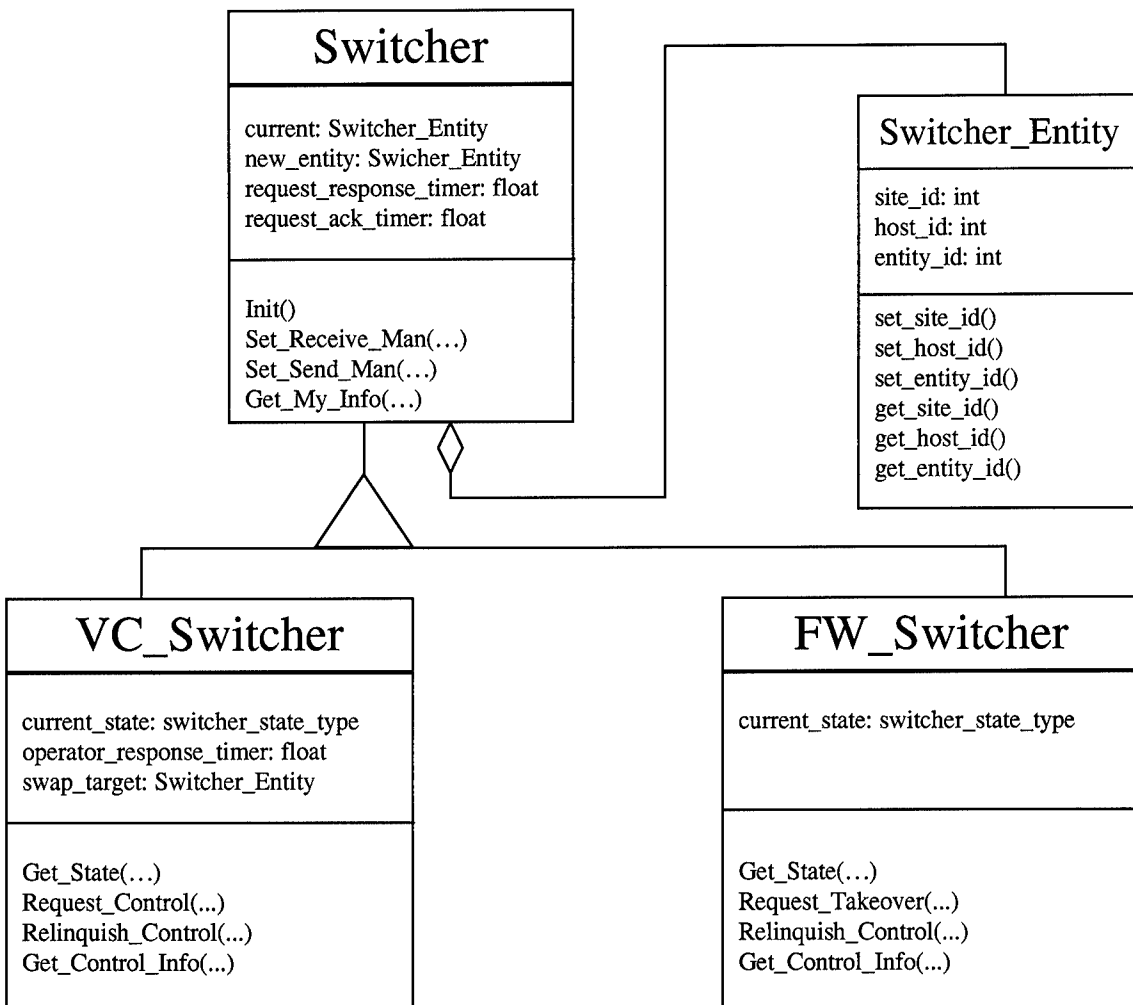 Switcher
current: Switcher_Entity
new_entity: Swicher_Entity
request_response_timer: float
request_ack_timer: float
Init()
Set_Receive_Man(...)
Set_Send_Man(...)
Get_My_Info(...)
Switcher_Entity
site_id: int
host_id: int
entity_id: int
set_site_id()
set_host_id()
set_entity_id()
get_site_id()
get_host_id()
get_entity_id()
VC_Switcher
current_state: switcher_state_type
operator_response_timer: float
swap_target: Switcher_Entity
Get_State(...)
Request_Control(...)
Relinquish_Control(...)
Get_Control_Info(...)
FW_Switcher
current_state: switcher_state_type
Get_State(...)
Request_Takeover(...)
Relinquish_Control(...)
Get_Control_Info(...)